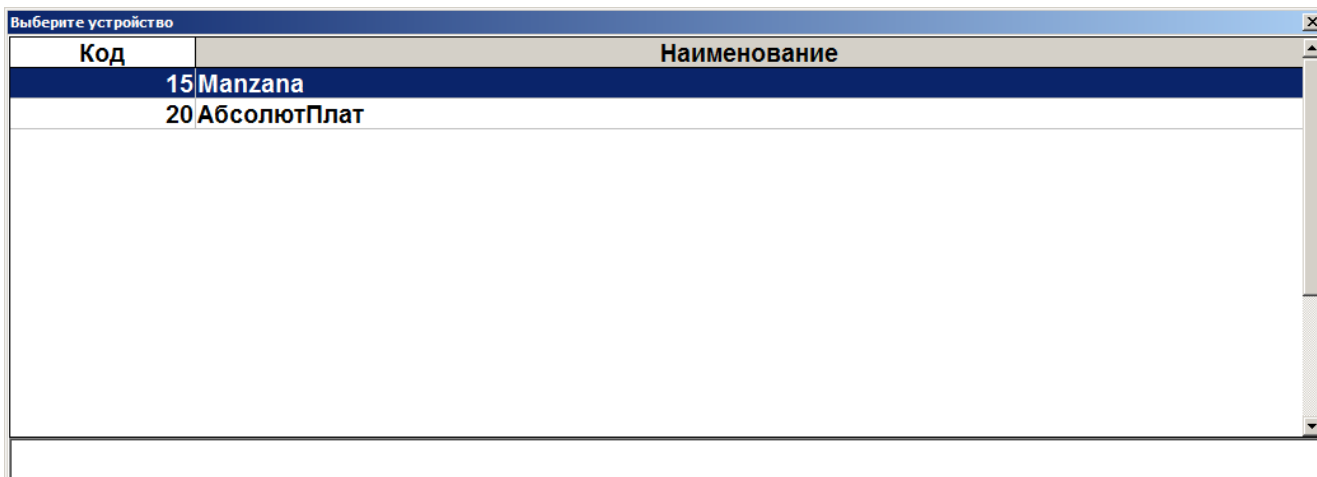 Выберите устройство
Код Наименование
15 Manzana
20 АбсолютПлат